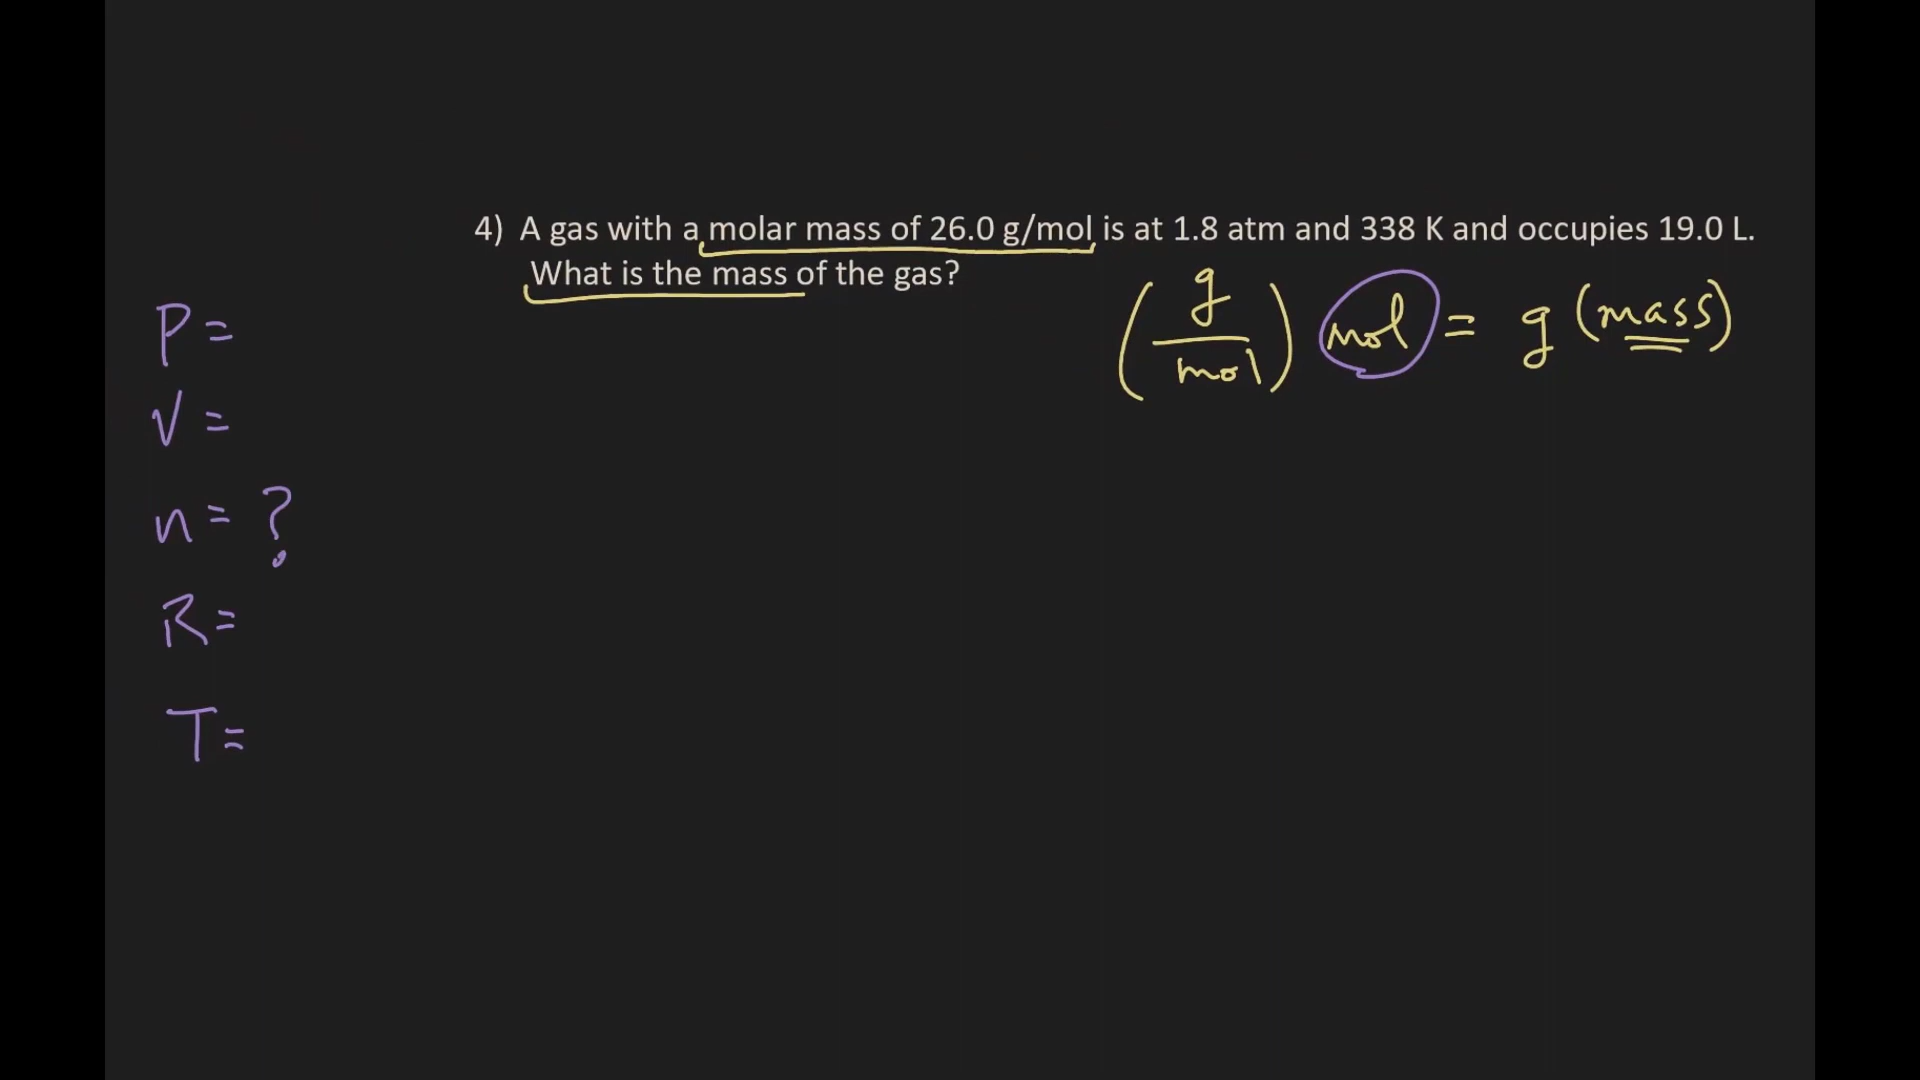 4) A gas with a molar mass of 26.0 g/mol is at 1.8 atm and 338 K and occupies 19.0 L.
What is the mass of the gas?
(g/mol) mol = g (mass)
P =
V =
n = ?
R =
T =